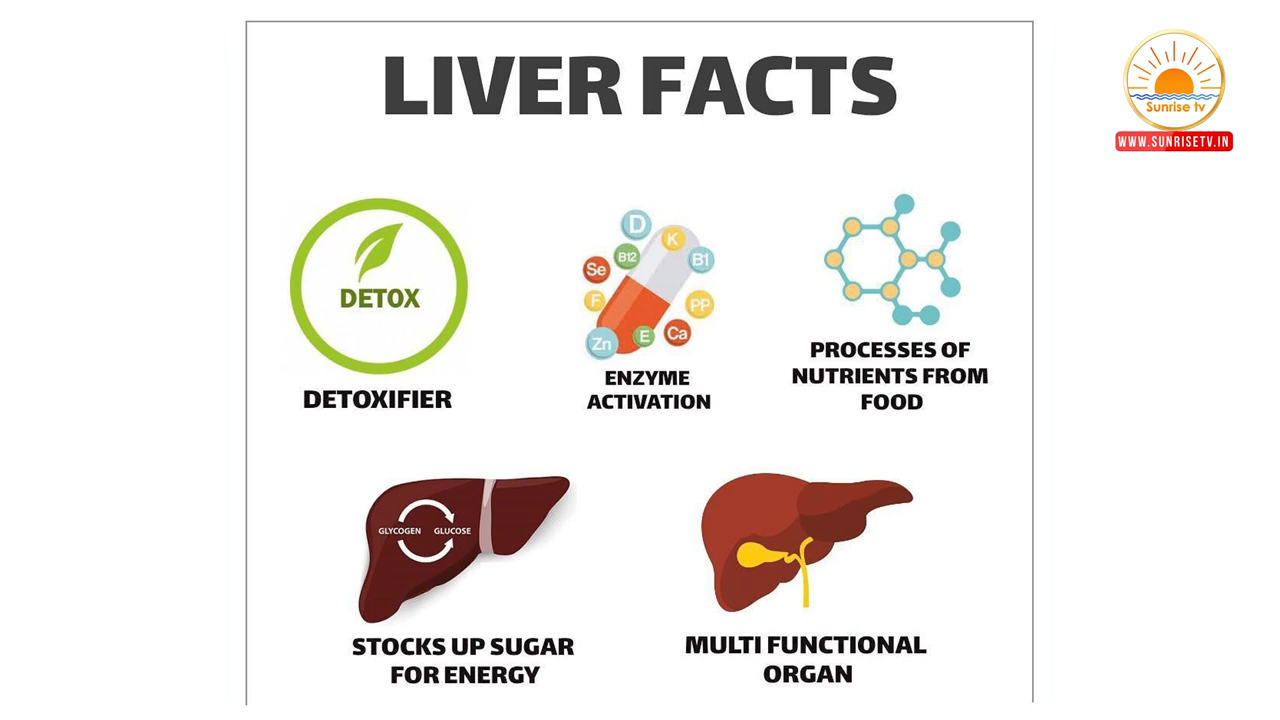 LIVER FACTS
Sunrise tv
WWW.SUNRISETV.IN
DETOX
DETOXIFIER
D
K
B12
B1
Se
F
PP
Zn
E
Ca
ENZYME
ACTIVATION
PROCESSES OF
NUTRIENTS FROM
FOOD
GLYCOGEN GLUCOSE
STOCKS UP SUGAR
FOR ENERGY
MULTI FUNCTIONAL
ORGAN